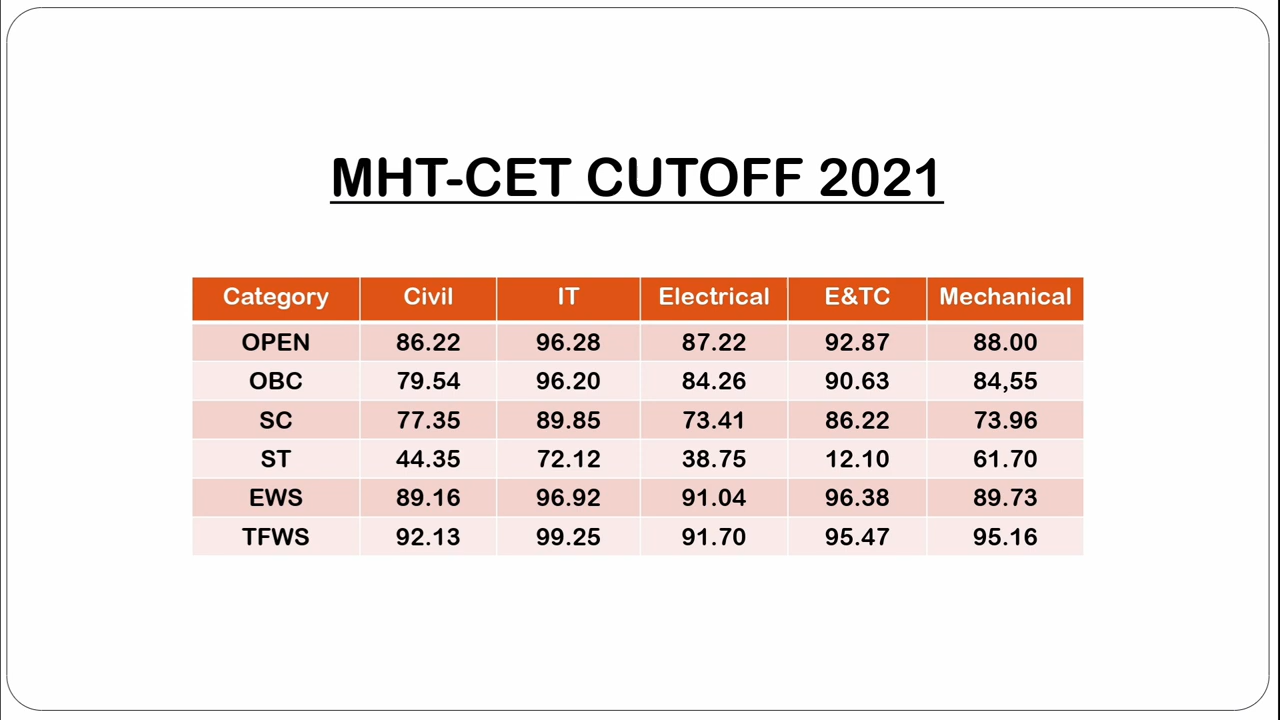 MHT-CET CUTOFF 2021
Category Civil IT Electrical E&TC Mechanical
OPEN 86.22 96.28 87.22 92.87 88.00
OBC 79.54 96.20 84.26 90.63 84,55
SC 77.35 89.85 73.41 86.22 73.96
ST 44.35 72.12 38.75 12.10 61.70
EWS 89.16 96.92 91.04 96.38 89.73
TFWS 92.13 99.25 91.70 95.47 95.16